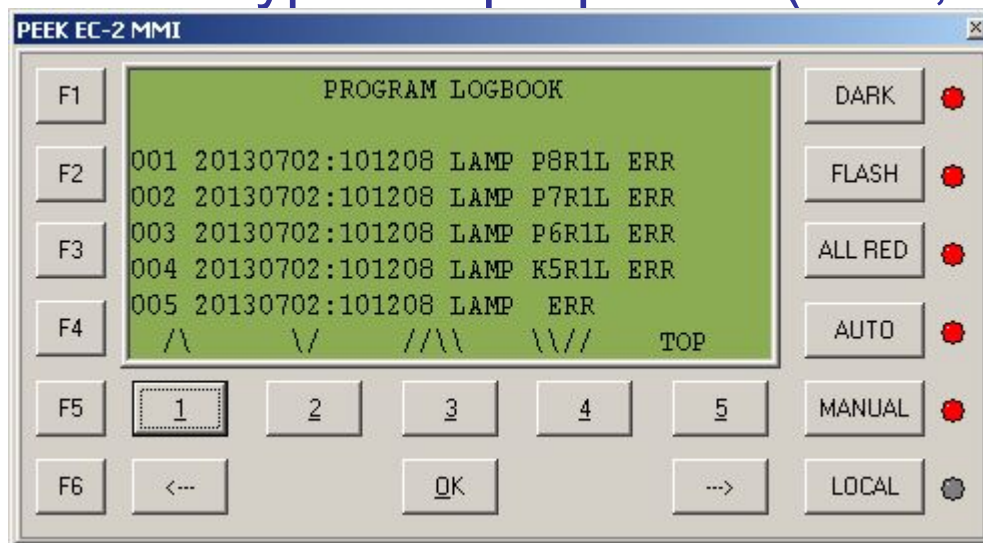 PEEK EC-2 MMI
F1
PROGRAM LOGBOOK
DARK
F2
001 20130702:101208 LAMP P8R1L ERR
FLASH
002 20130702:101208 LAMP P7R1L ERR
F3
003 20130702:101208 LAMP P6R1L ERR
ALL RED
004 20130702:101208 LAMP K5R1L ERR
005 20130702:101208 LAMP ERR
F4
/\ \/ //\\ \\// TOP
AUTO
F5
1 2 3 4 5
MANUAL
F6
<--- OK --->
LOCAL